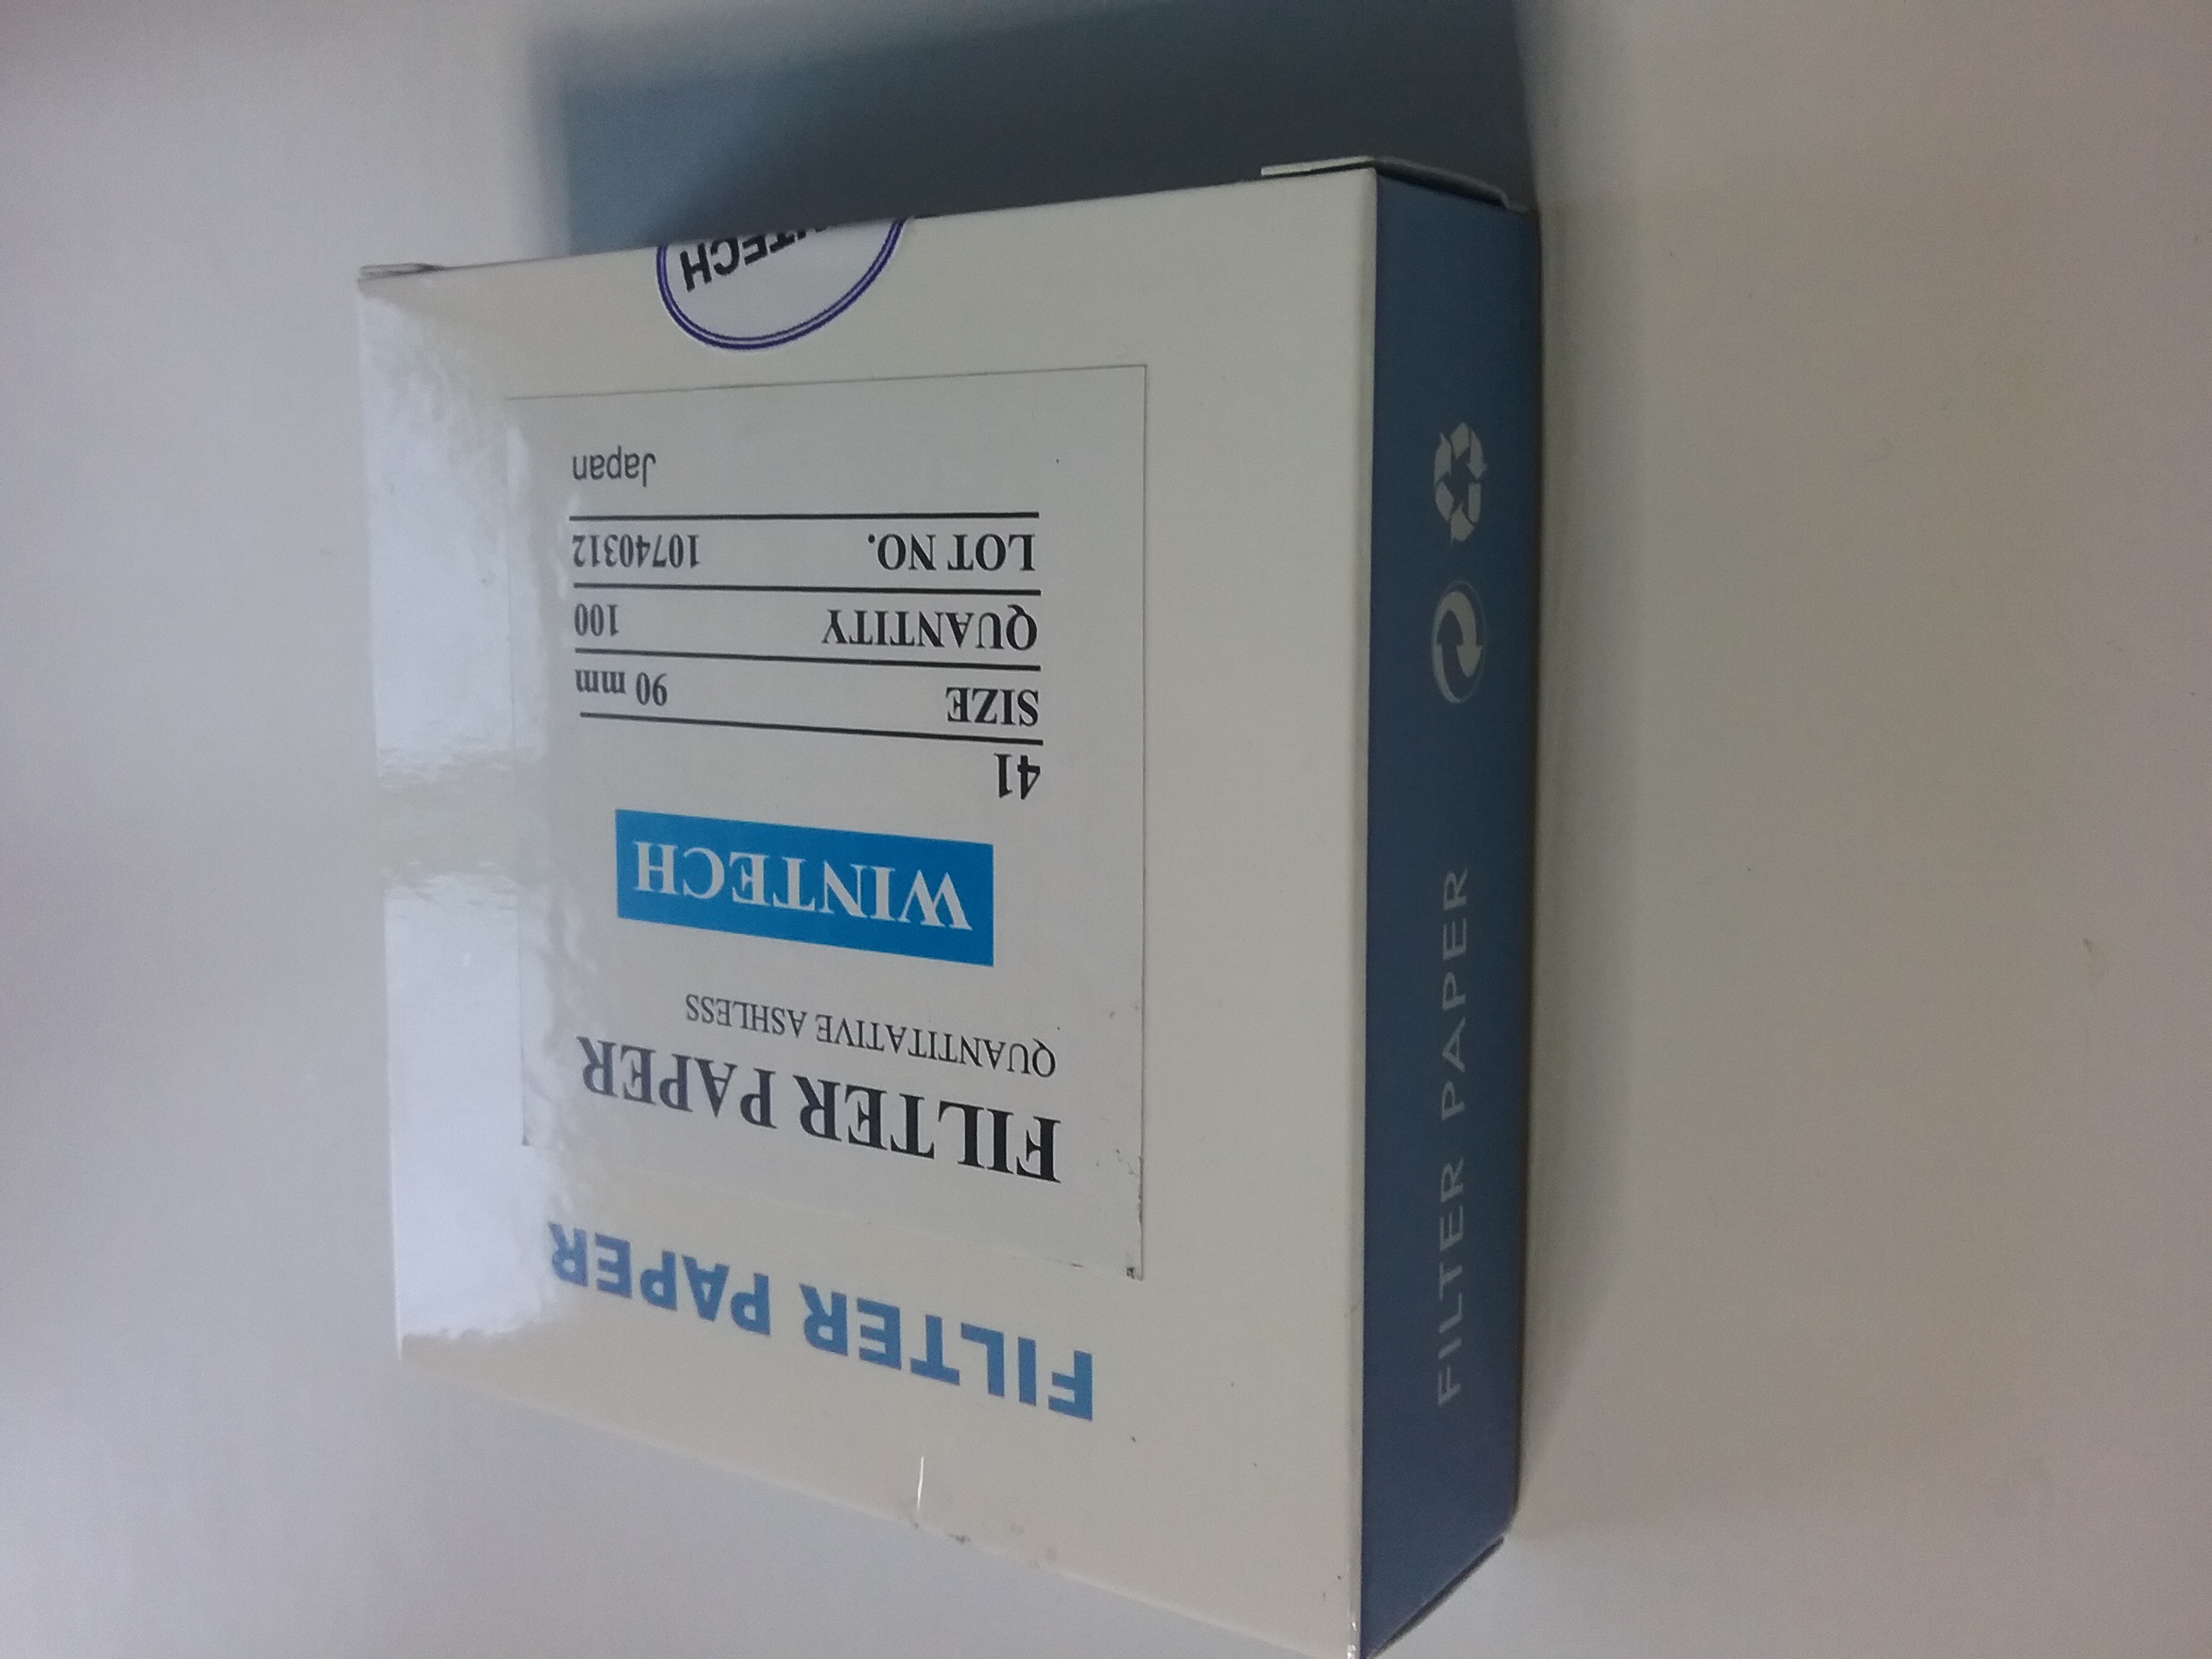 FILTER PAPER
FILTER PAPER
QUANTITATIVE ASHLESS
WINTECH
41
SIZE 90 mm
QUANTITY 100
LOT NO. 10740312
Japan
NTECH
FILTER PAPER